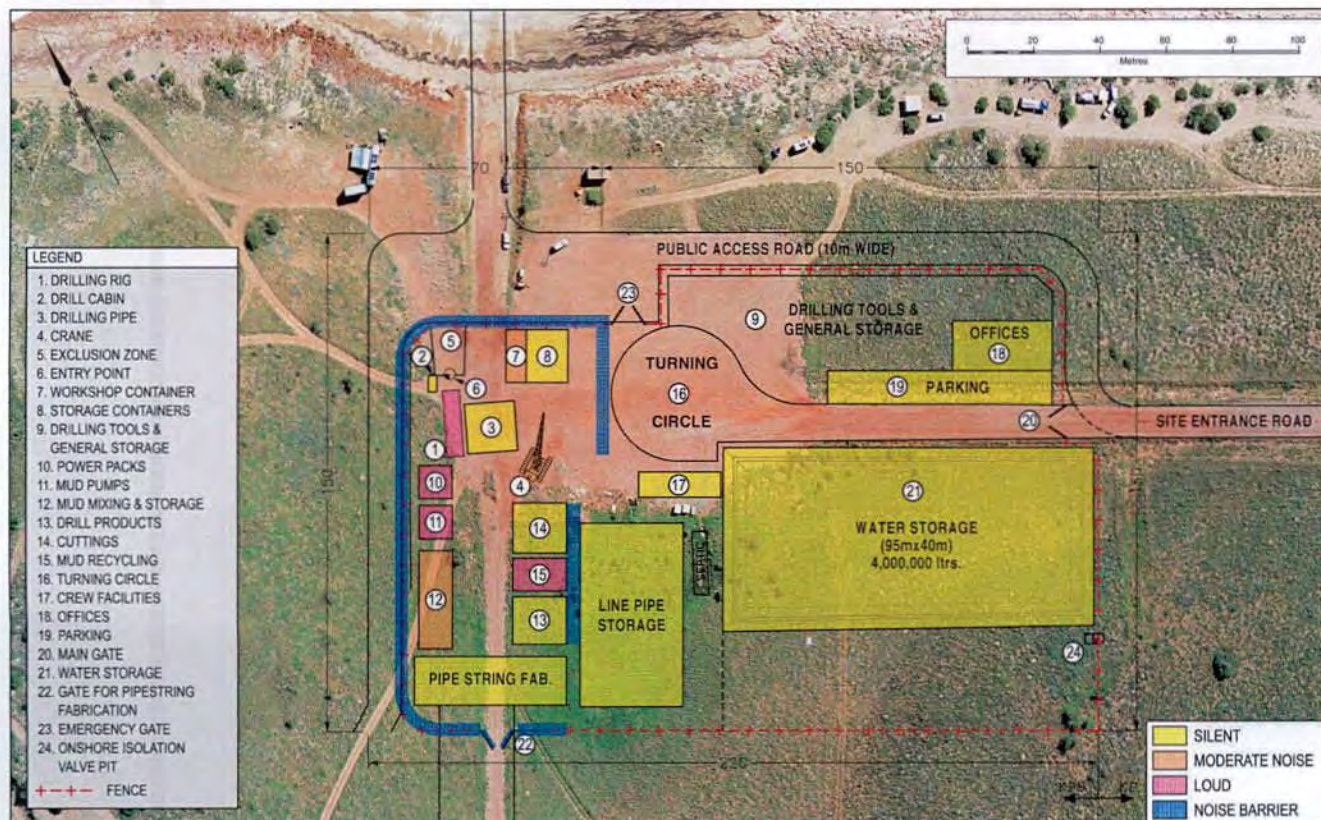 0 20 40 60 80 100
Metres
70
150
PUBLIC ACCESS ROAD (10m WIDE)
LEGEND
1. DRILLING RIG
2. DRILL CABIN
3. DRILLING PIPE
4. CRANE
5. EXCLUSION ZONE
6. ENTRY POINT
7. WORKSHOP CONTAINER
8. STORAGE CONTAINERS
9. DRILLING TOOLS &
GENERAL STORAGE
10. POWER PACKS
11. MUD PUMPS
12. MUD MIXING & STORAGE
13. DRILL PRODUCTS
14. CUTTINGS
15. MUD RECYCLING
16. TURNING CIRCLE
17. CREW FACILITIES
18. OFFICES
19. PARKING
20. MAIN GATE
21. WATER STORAGE
22. GATE FOR PIPESTRING
FABRICATION
23. EMERGENCY GATE
24. ONSHORE ISOLATION
VALVE PIT
FENCE
23
9
DRILLING TOOLS &
GENERAL STORAGE
OFFICES
18
5
2
7
8
6
TURNING
16
CIRCLE
19
PARKING
20
SITE ENTRANCE ROAD
3
1
10
4
17
150
21
WATER STORAGE
(95mx40m)
4,000,000 ltrs.
11
14
15
12
13
SEPTIC
LINE PIPE
STORAGE
24
PIPE STRING FAB.
22
SILENT
MODERATE NOISE
LOUD
NOISE BARRIER